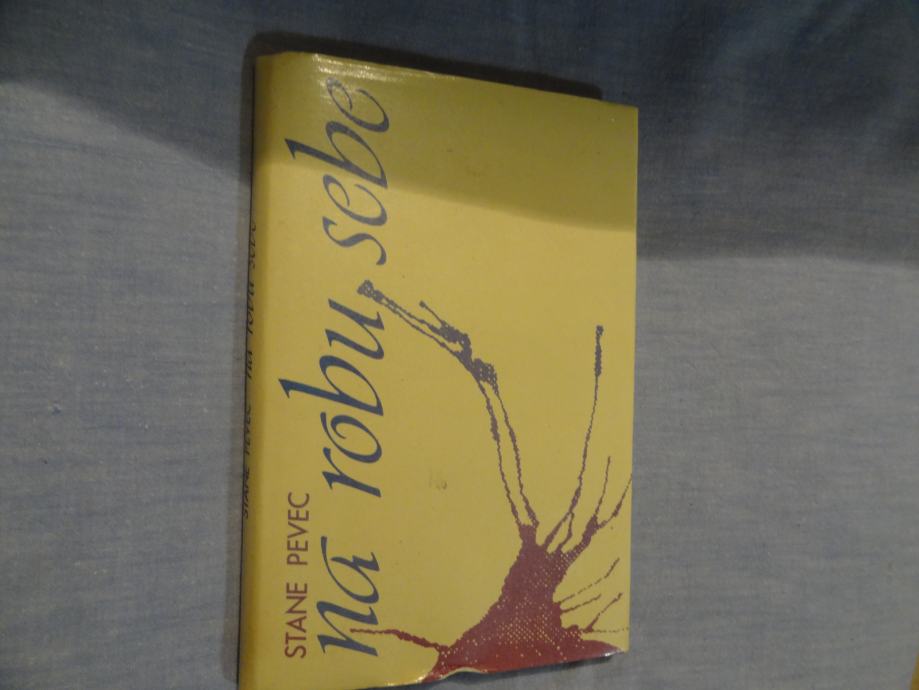 STANE PEVEC
na robu sebe
STANE PEVEC na robu sebe